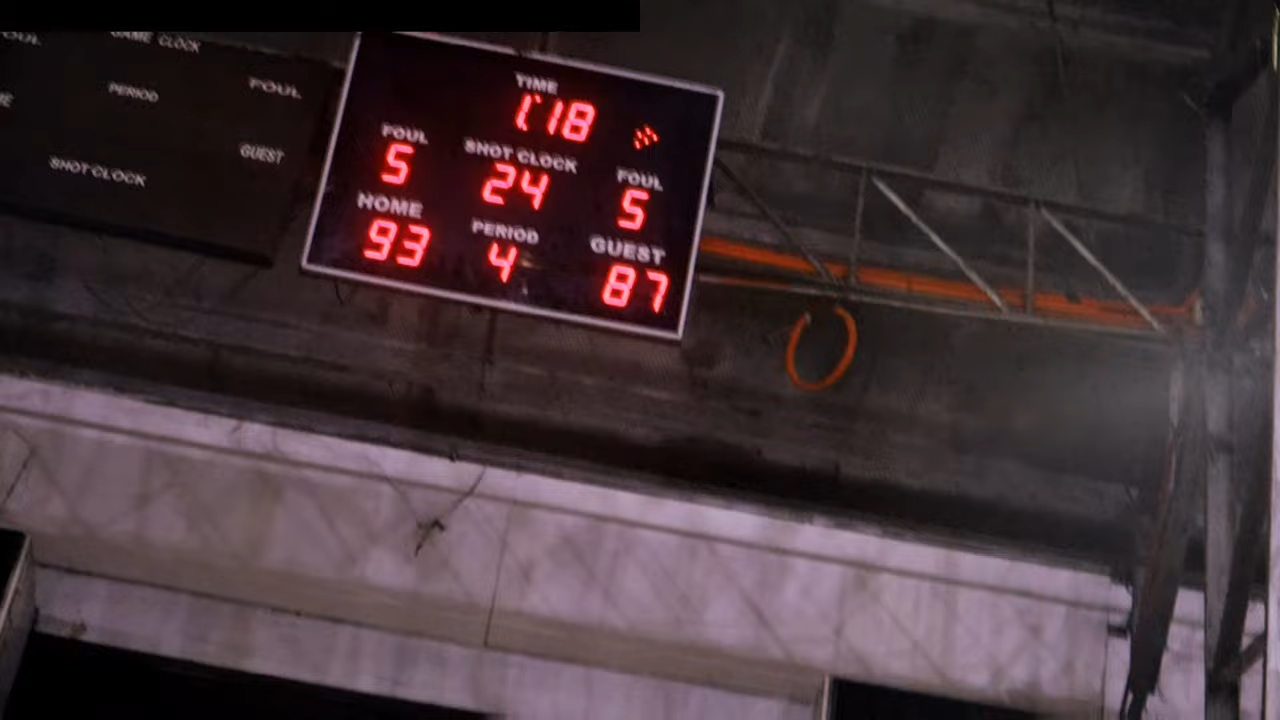 GAME CLOCK
PERIOD
FOUL
GUEST
SHOT CLOCK
TIME
1:18
FOUL
SHOT CLOCK
FOUL
5
24
5
HOME
PERIOD
GUEST
93
4
87